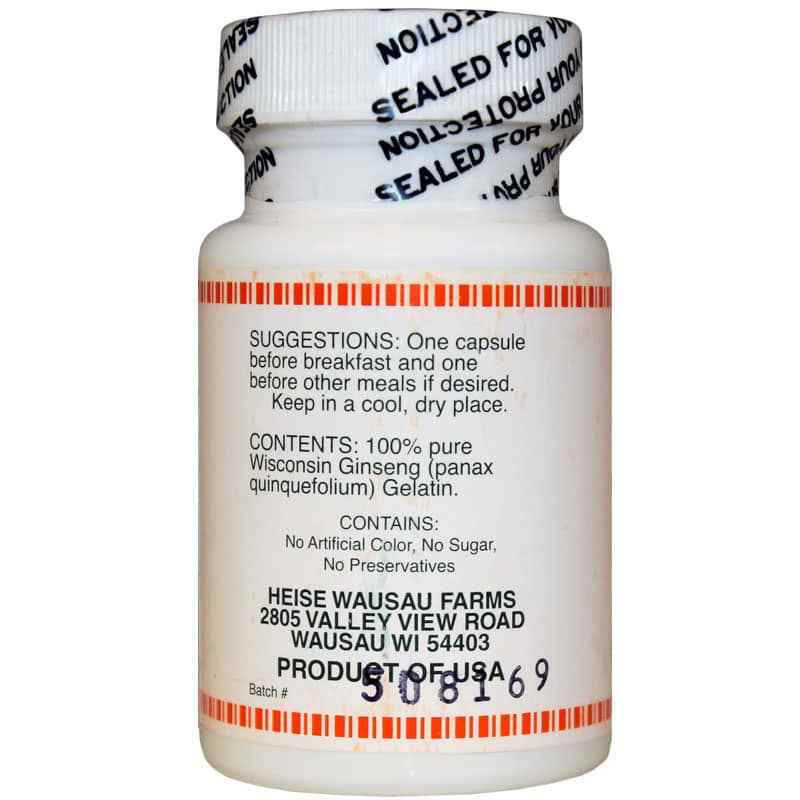 SEALED FOR YOU
PROTECTION
SEALED FOR YOUR
SUGGESTIONS: One capsule
before breakfast and one
before other meals if desired.
Keep in a cool, dry place.
CONTENTS: 100% pure
Wisconsin Ginseng (panax
quinquefolium) Gelatin.
CONTAINS:
No Artificial Color, No Sugar,
No Preservatives
HEISE WAUSAU FARMS
2805 VALLEY VIEW ROAD
WAUSAU WI 54403
PRODUCT OF USA
Batch # 508169